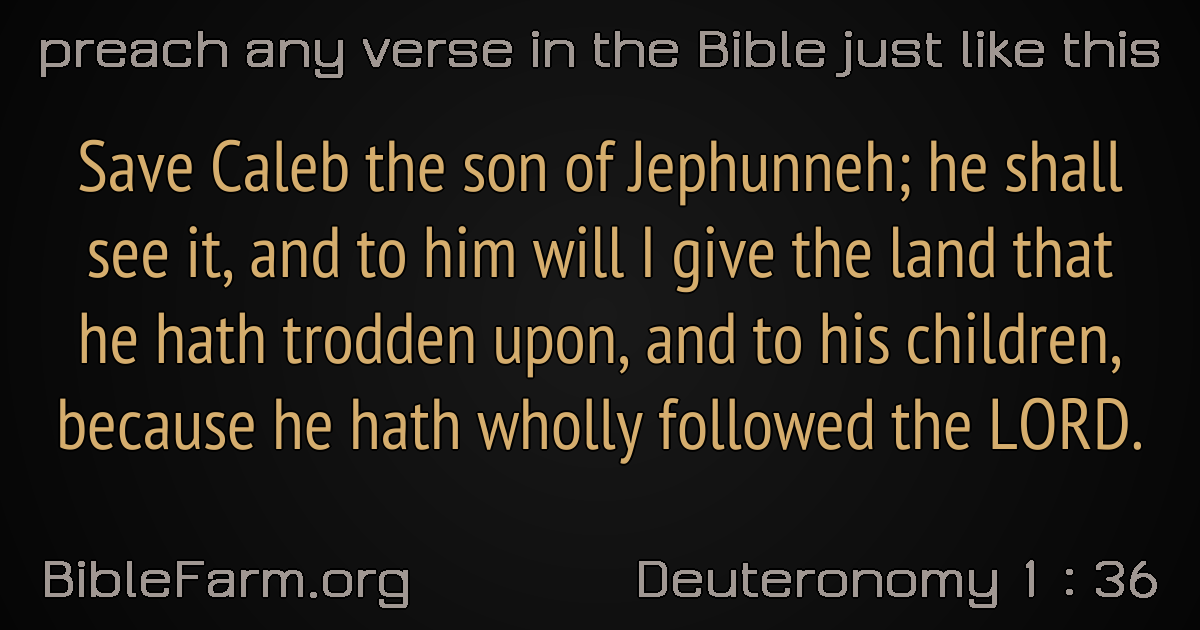 preach any verse in the Bible just like this
Save Caleb the son of Jephunneh; he shall
see it, and to him will I give the land that
he hath trodden upon, and to his children,
because he hath wholly followed the LORD.
BibleFarm.org
Deuteronomy 1 : 36